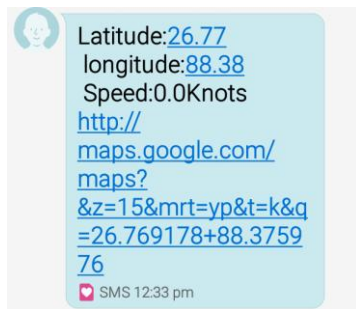 Latitude:26.77
longitude:88.38
Speed:0.0Knots
http://
maps.google.com/
maps?
&z=15&mrt=yp&t=k&q
=26.769178+88.3759
76
SMS 12:33 pm